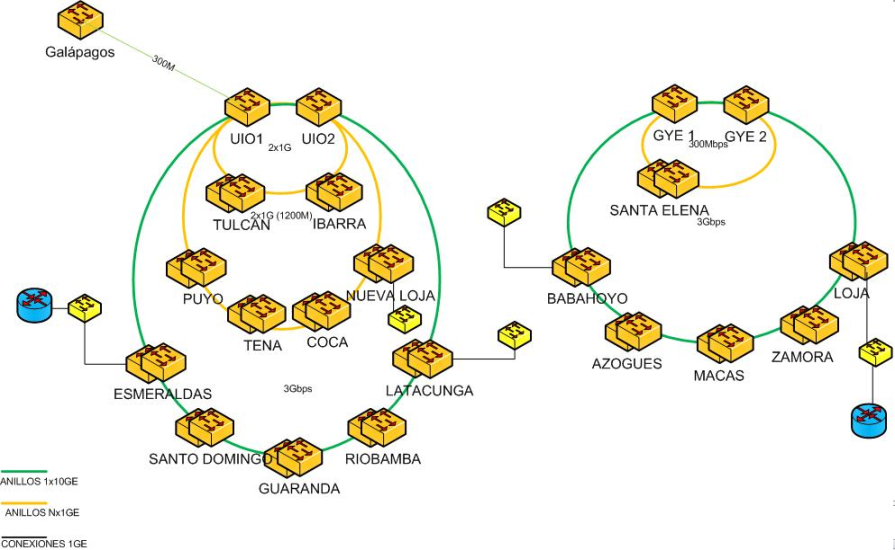 Galápagos
300M
UIO1
UIO2
2x1G
GYE 1
GYE 2
300Mbps
TULCAN
2x1G (1200M)
IBARRA
SANTA ELENA
3Gbps
PUYO
NUEVA LOJA
BABAHOYO
LOJA
TENA
COCA
AZOGUES
MACAS
ZAMORA
ESMERALDAS
3Gbps
LATACUNGA
SANTO DOMINGO
RIOBAMBA
GUARANDA
ANILLOS 1x10GE
ANILLOS Nx1GE
CONEXIONES 1GE